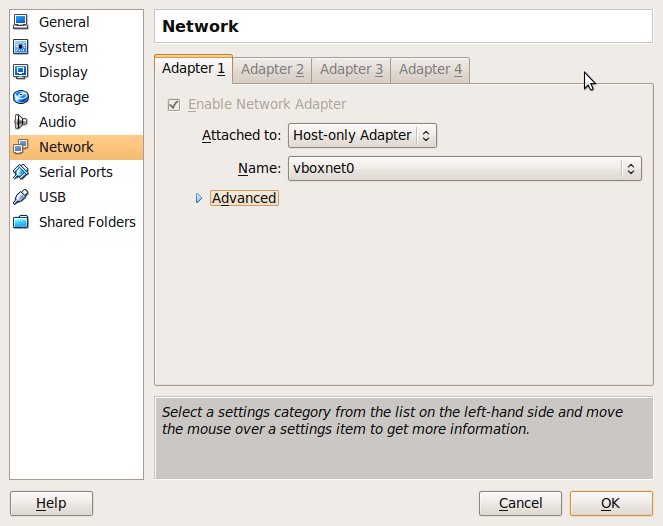 General
System
Display
Storage
Audio
Network
Serial Ports
USB
Shared Folders
Network
Adapter 1 Adapter 2 Adapter 3 Adapter 4
Enable Network Adapter
Attached to: Host-only Adapter
Name: vboxnet0
Advanced
Select a settings category from the list on the left-hand side and move
the mouse over a settings item to get more information.
Help Cancel OK